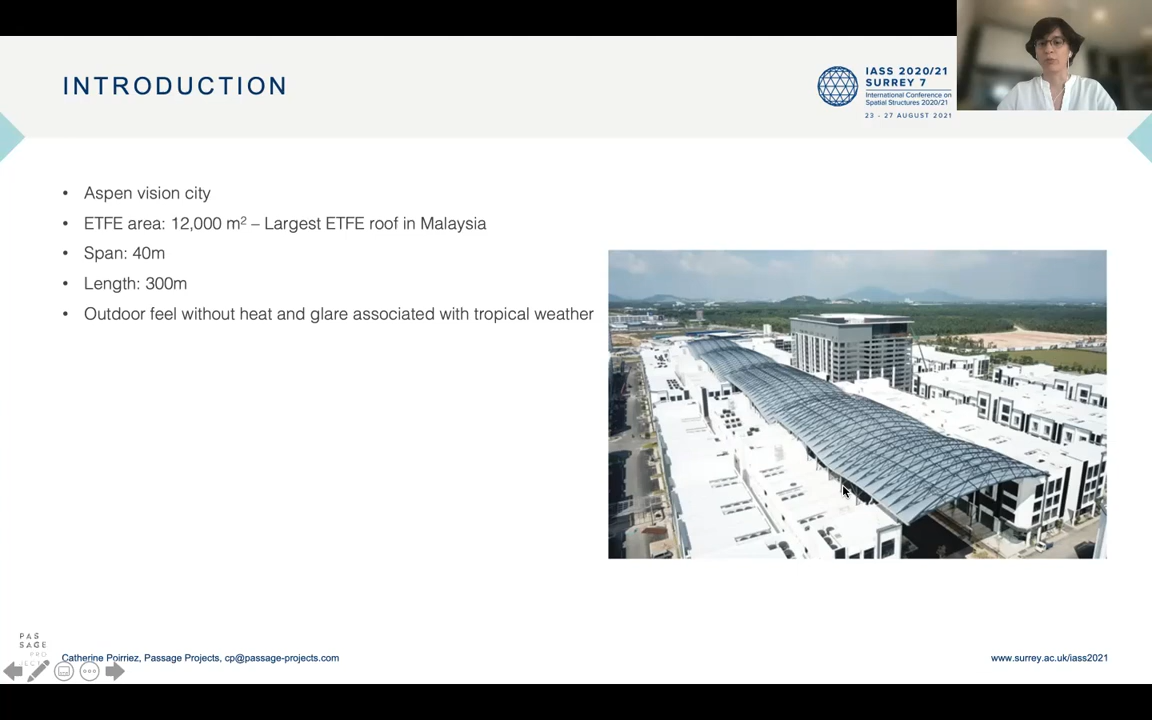 INTRODUCTION
IASS 2020/21
SURREY 7
International Conference on
Spatial Structures 2020/21
23 - 27 AUGUST 2021
• Aspen vision city
• ETFE area: 12,000 m² – Largest ETFE roof in Malaysia
• Span: 40m
• Length: 300m
• Outdoor feel without heat and glare associated with tropical weather
PAS
SAGE
PRO
Catherine Poirriez, Passage Projects, cp@passage-projects.com
www.surrey.ac.uk/iass2021